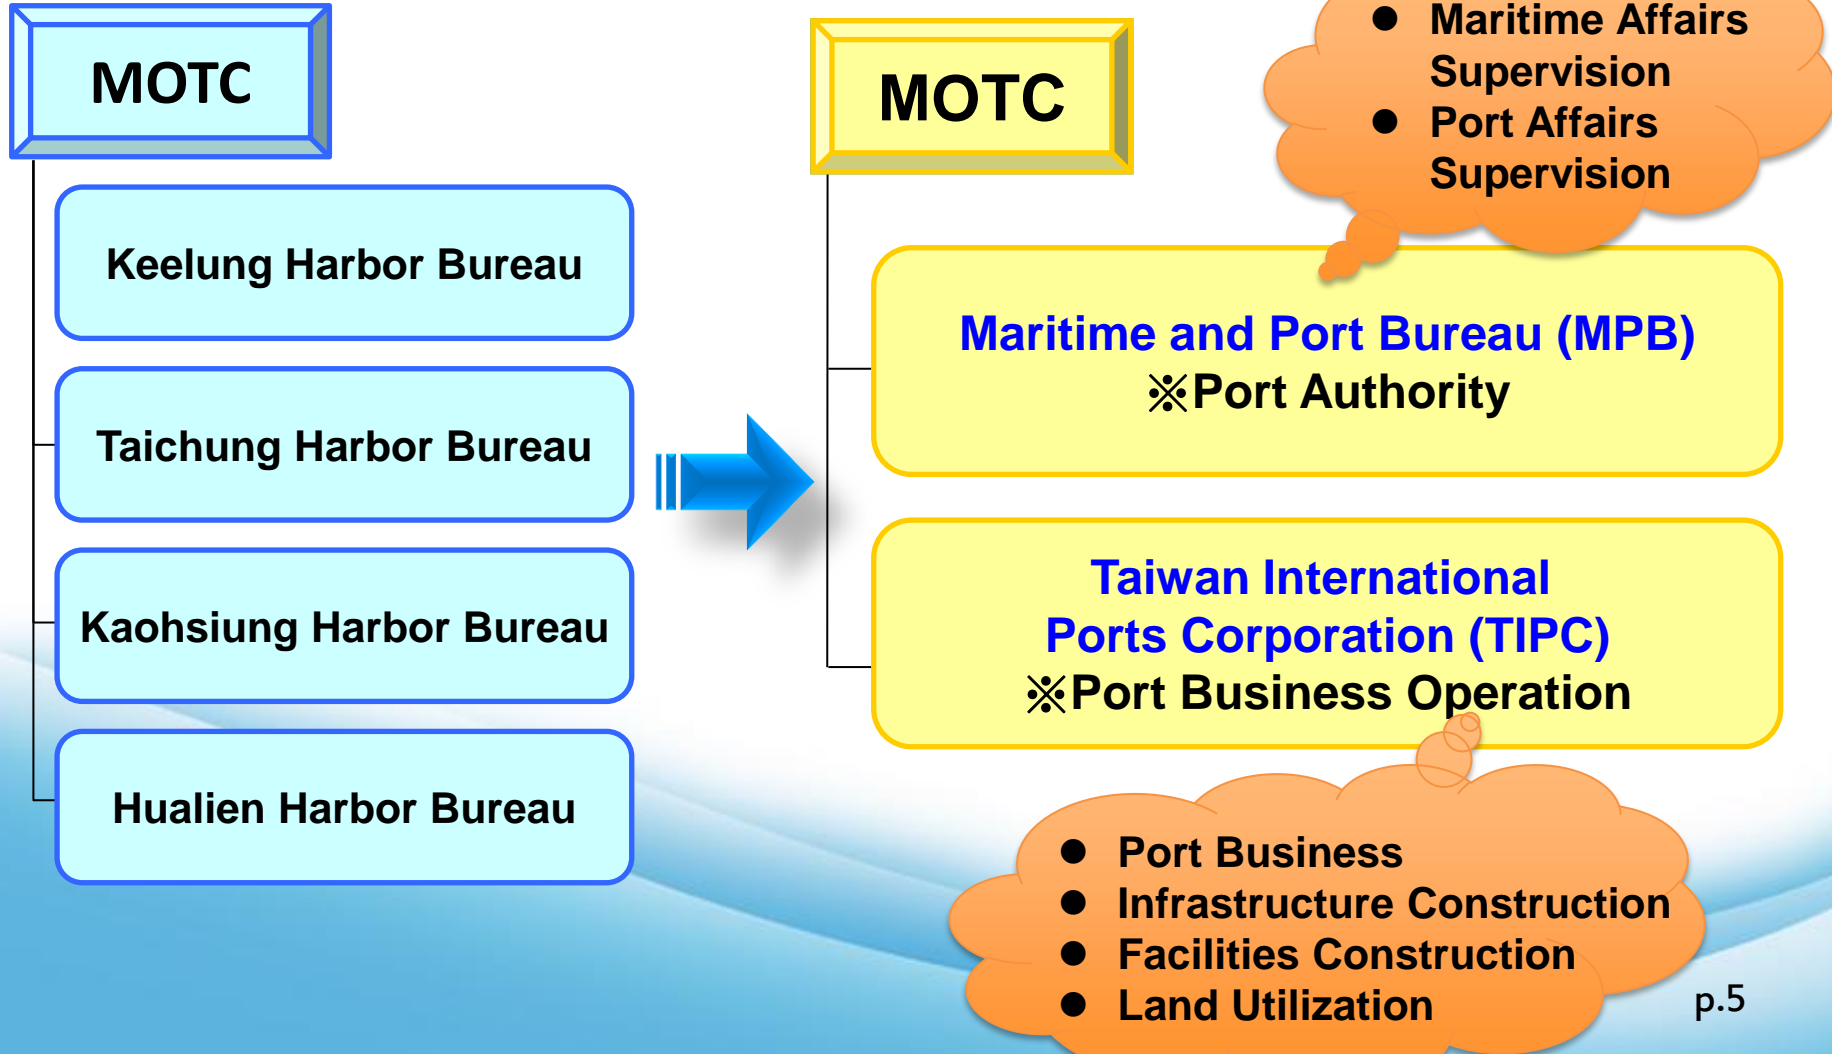 MOTC
Keelung Harbor Bureau
Taichung Harbor Bureau
Kaohsiung Harbor Bureau
Hualien Harbor Bureau
MOTC
● Maritime Affairs
Supervision
● Port Affairs
Supervision
Maritime and Port Bureau (MPB)
※Port Authority
Taiwan International
Ports Corporation (TIPC)
※Port Business Operation
● Port Business
● Infrastructure Construction
● Facilities Construction
● Land Utilization
p.5